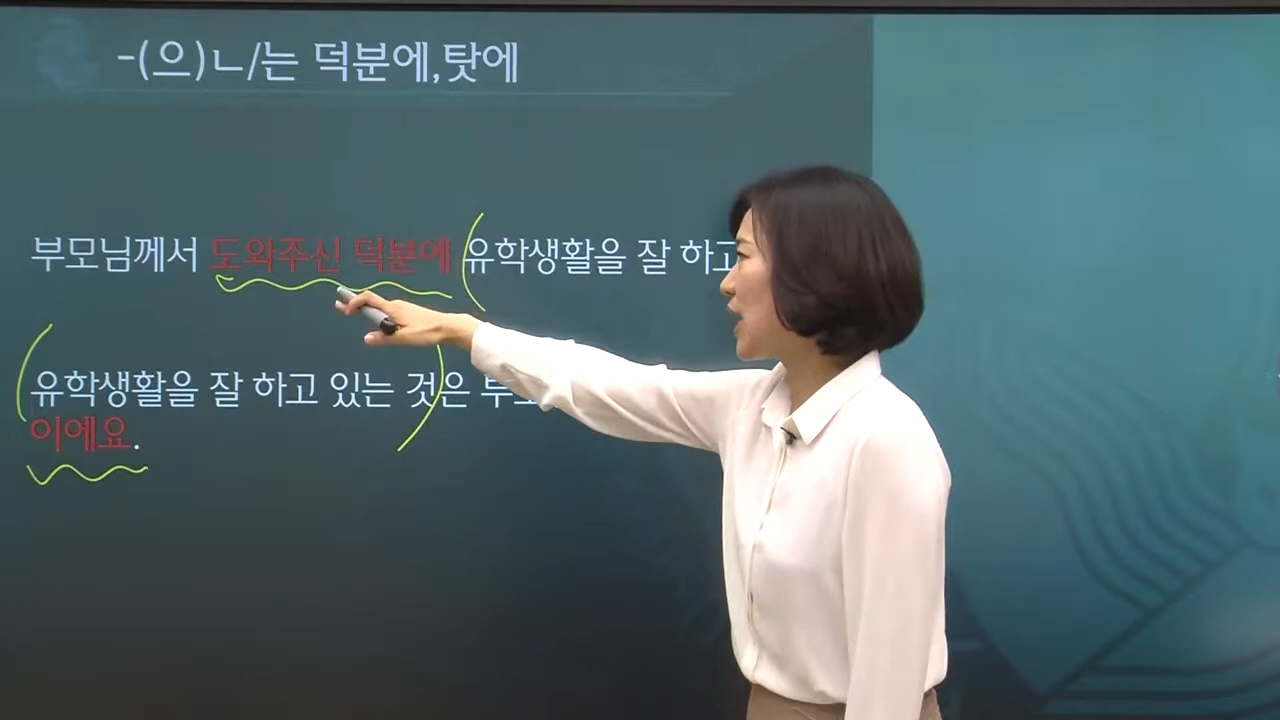 -(으)ㄴ/는 덕분에,탓에
부모님께서 도와주신 덕분에 유학생활을 잘 하고
유학생활을 잘 하고 있는 것은
이에요.